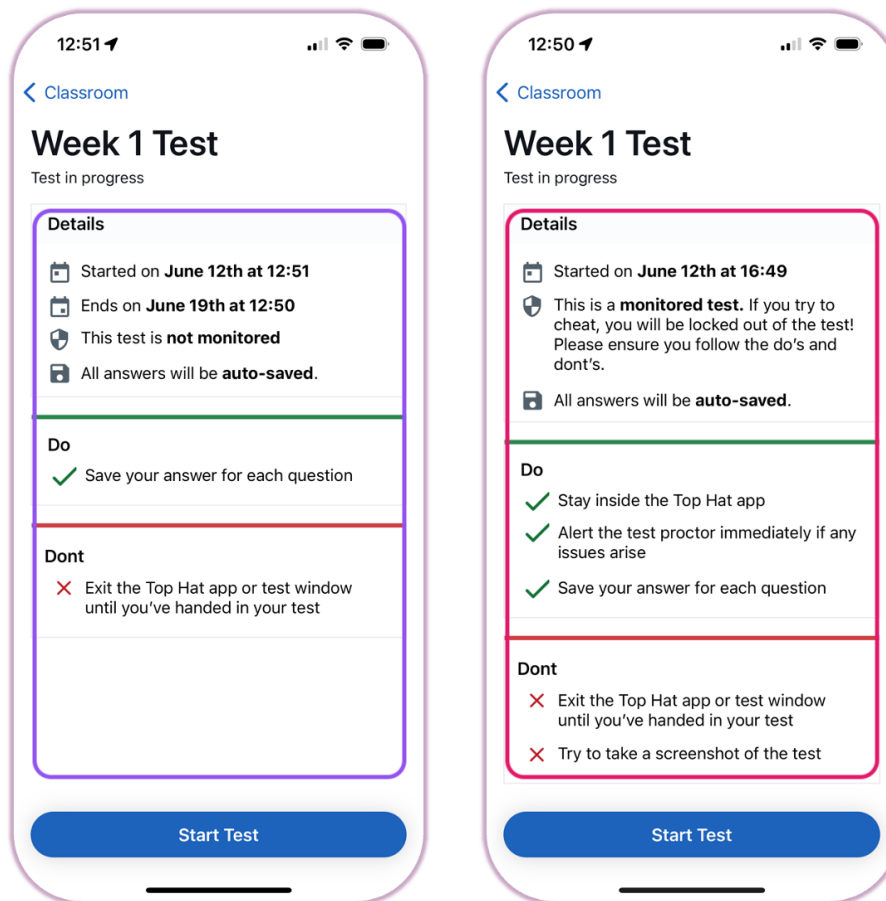 12:51
Classroom
Week 1 Test
Test in progress
Details
Started on June 12th at 12:51
Ends on June 19th at 12:50
This test is not monitored
All answers will be auto-saved.
Do
Save your answer for each question
Dont
Exit the Top Hat app or test window
until you’ve handed in your test
Start Test
12:50
Classroom
Week 1 Test
Test in progress
Details
Started on June 12th at 16:49
This is a monitored test. If you try to
cheat, you will be locked out of the test!
Please ensure you follow the do’s and
dont’s.
All answers will be auto-saved.
Do
Stay inside the Top Hat app
Alert the test proctor immediately if any
issues arise
Save your answer for each question
Dont
Exit the Top Hat app or test window
until you’ve handed in your test
Try to take a screenshot of the test
Start Test